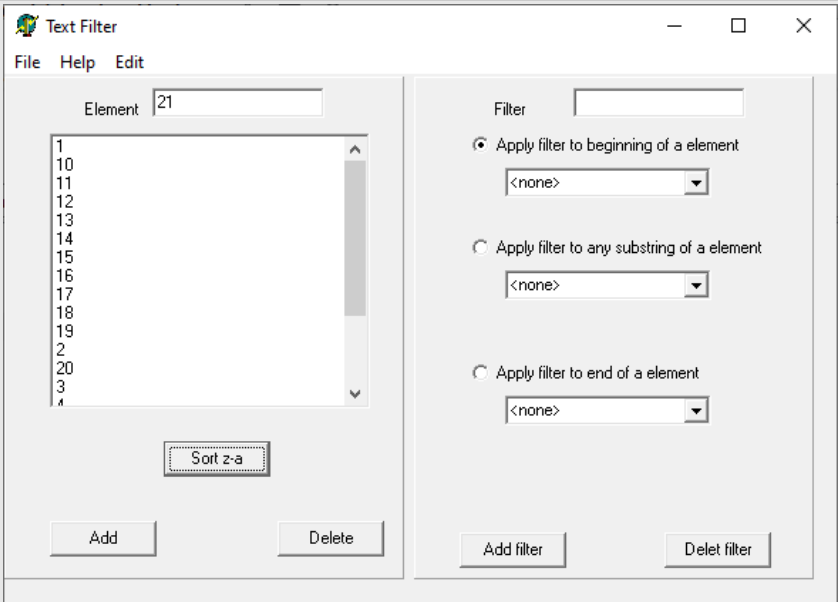 Text Filter
File Help Edit
Element 21
1
10
11
12
13
14
15
16
17
18
19
2
20
3
Sort z-a
Add Delete
Filter
Apply filter to beginning of a element
<none>
Apply filter to any substring of a element
<none>
Apply filter to end of a element
<none>
Add filter Delet filter